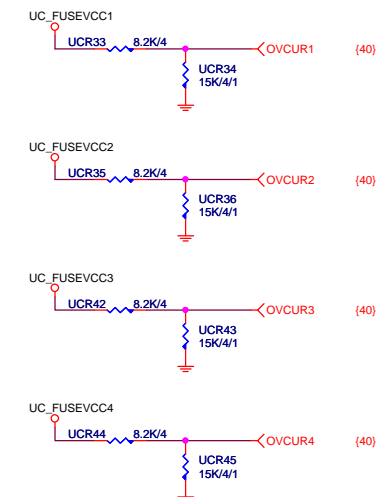 UC_FUSEVCC1
UCR33 8.2K/4 OVCUR1 {40}
UCR34
15K/4/1
UC_FUSEVCC2
UCR35 8.2K/4 OVCUR2 {40}
UCR36
15K/4/1
UC_FUSEVCC3
UCR42 8.2K/4 OVCUR3 {40}
UCR43
15K/4/1
UC_FUSEVCC4
UCR44 8.2K/4 OVCUR4 {40}
UCR45
15K/4/1